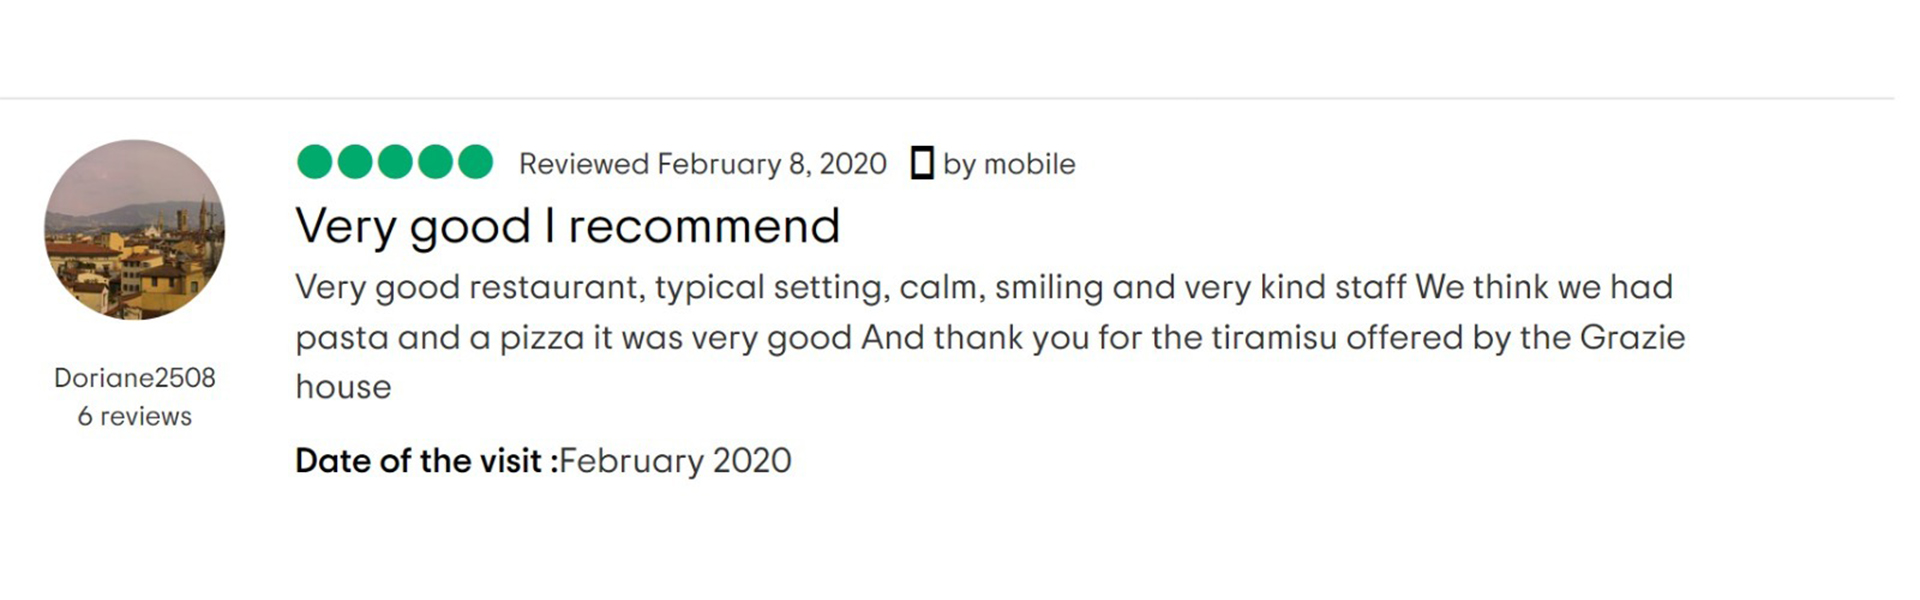 Reviewed February 8, 2020 by mobile
Very good I recommend
Very good restaurant, typical setting, calm, smiling and very kind staff We think we had
pasta and a pizza it was very good And thank you for the tiramisu offered by the Grazie
house
Date of the visit :February 2020
Doriane2508
6 reviews